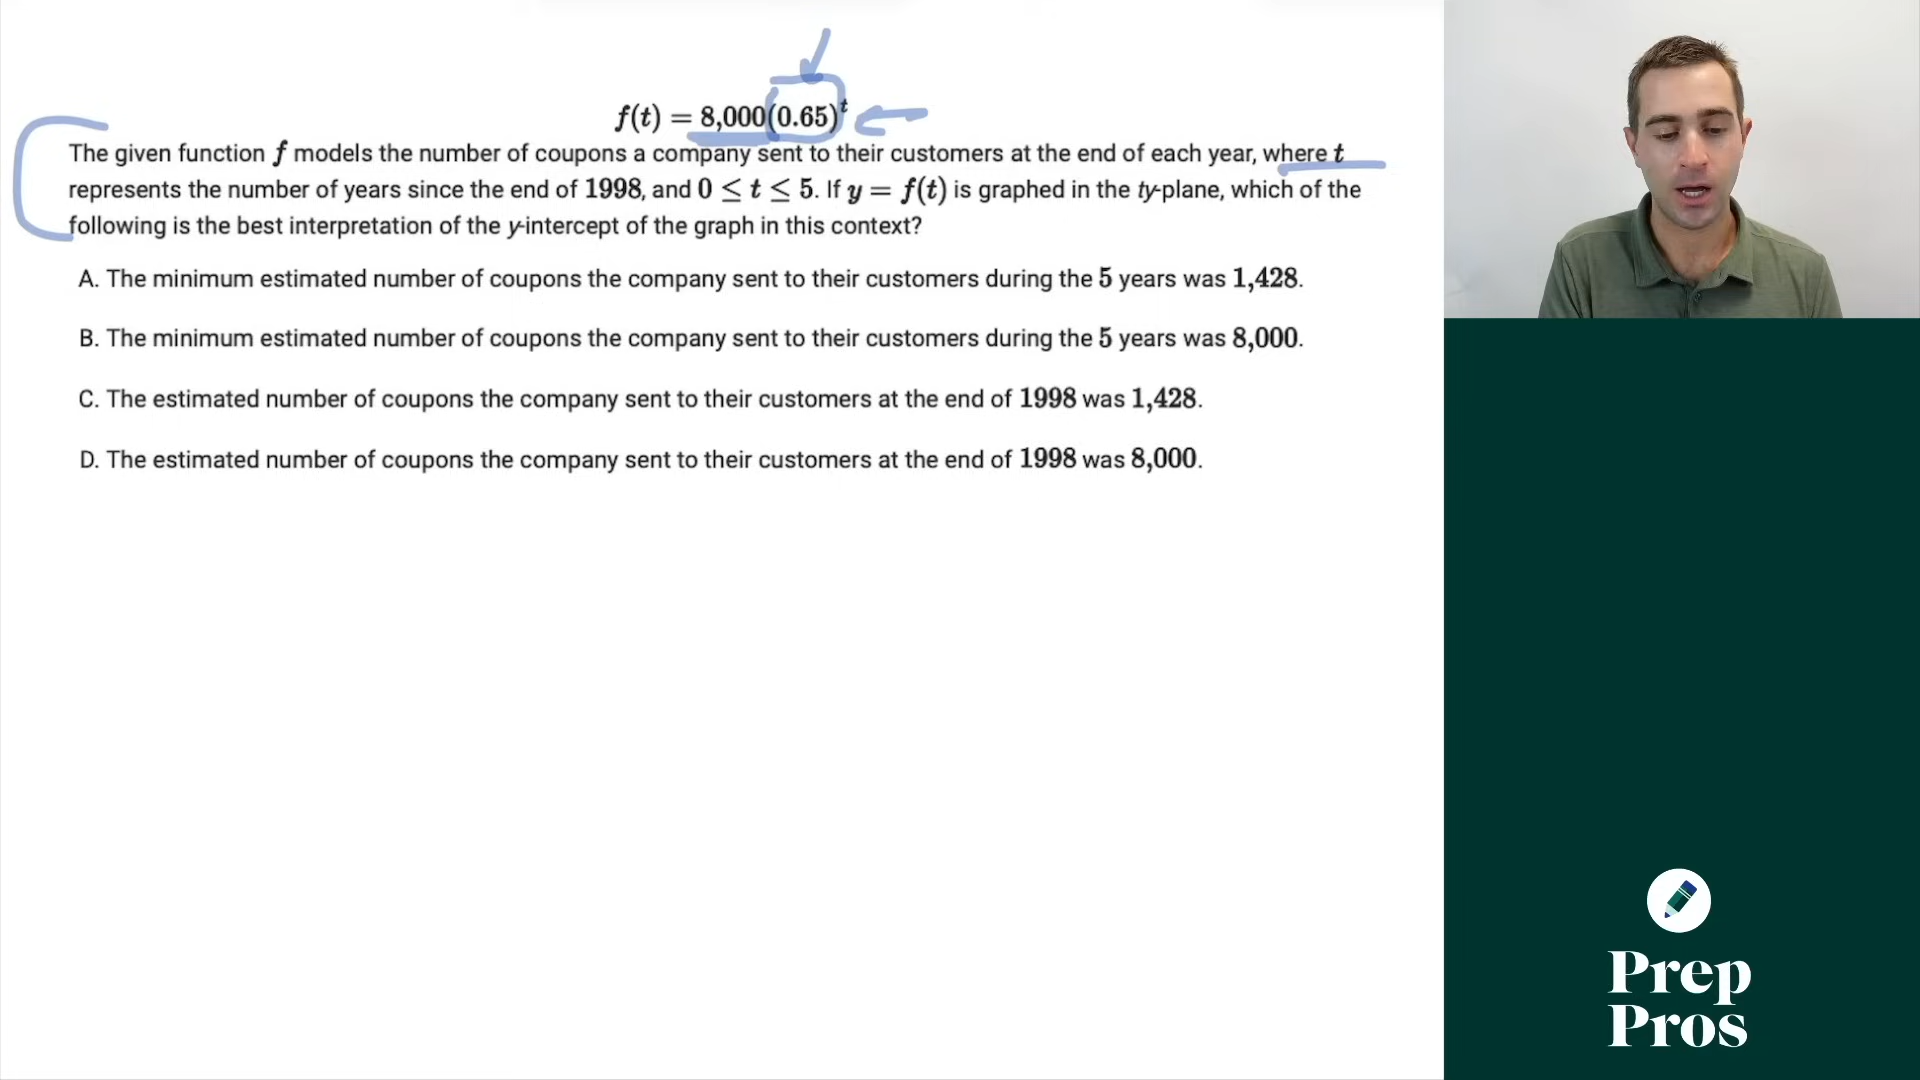 f(t) = 8,000(0.65)^t
The given function f models the number of coupons a company sent to their customers at the end of each year, where t
represents the number of years since the end of 1998, and 0 ≤ t ≤ 5. If y = f(t) is graphed in the ty-plane, which of the
following is the best interpretation of the y-intercept of the graph in this context?
A. The minimum estimated number of coupons the company sent to their customers during the 5 years was 1,428.
B. The minimum estimated number of coupons the company sent to their customers during the 5 years was 8,000.
C. The estimated number of coupons the company sent to their customers at the end of 1998 was 1,428.
D. The estimated number of coupons the company sent to their customers at the end of 1998 was 8,000.
Prep
Pros